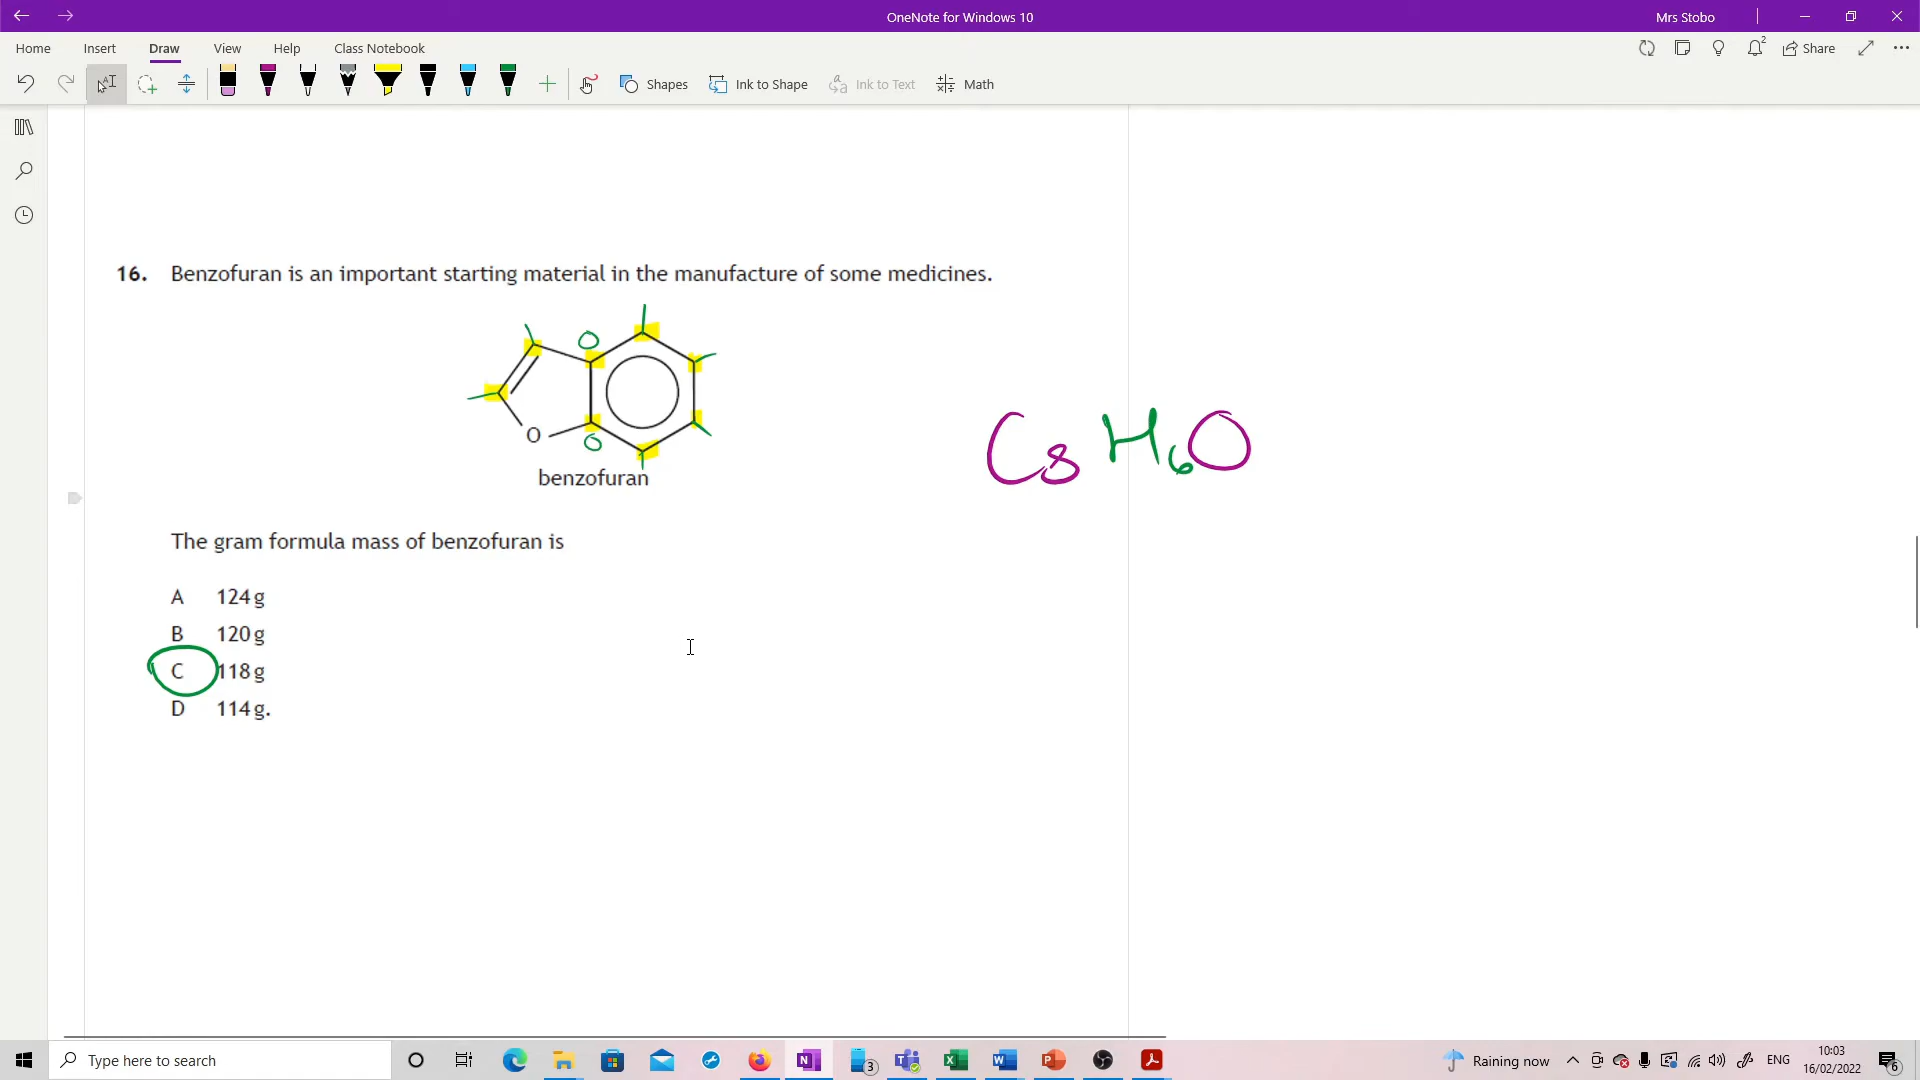 OneNote for Windows 10
Mrs Stobo
Home Insert Draw View Help Class Notebook
2 Share
Shapes Ink to Shape Ink to Text Math
16. Benzofuran is an important starting material in the manufacture of some medicines.
O O
O O
benzofuran
C8H6O
The gram formula mass of benzofuran is
A 124 g
B 120 g
C 118 g
D 114 g.
Type here to search
3
Raining now
ENG
10:03
16/02/2022
6